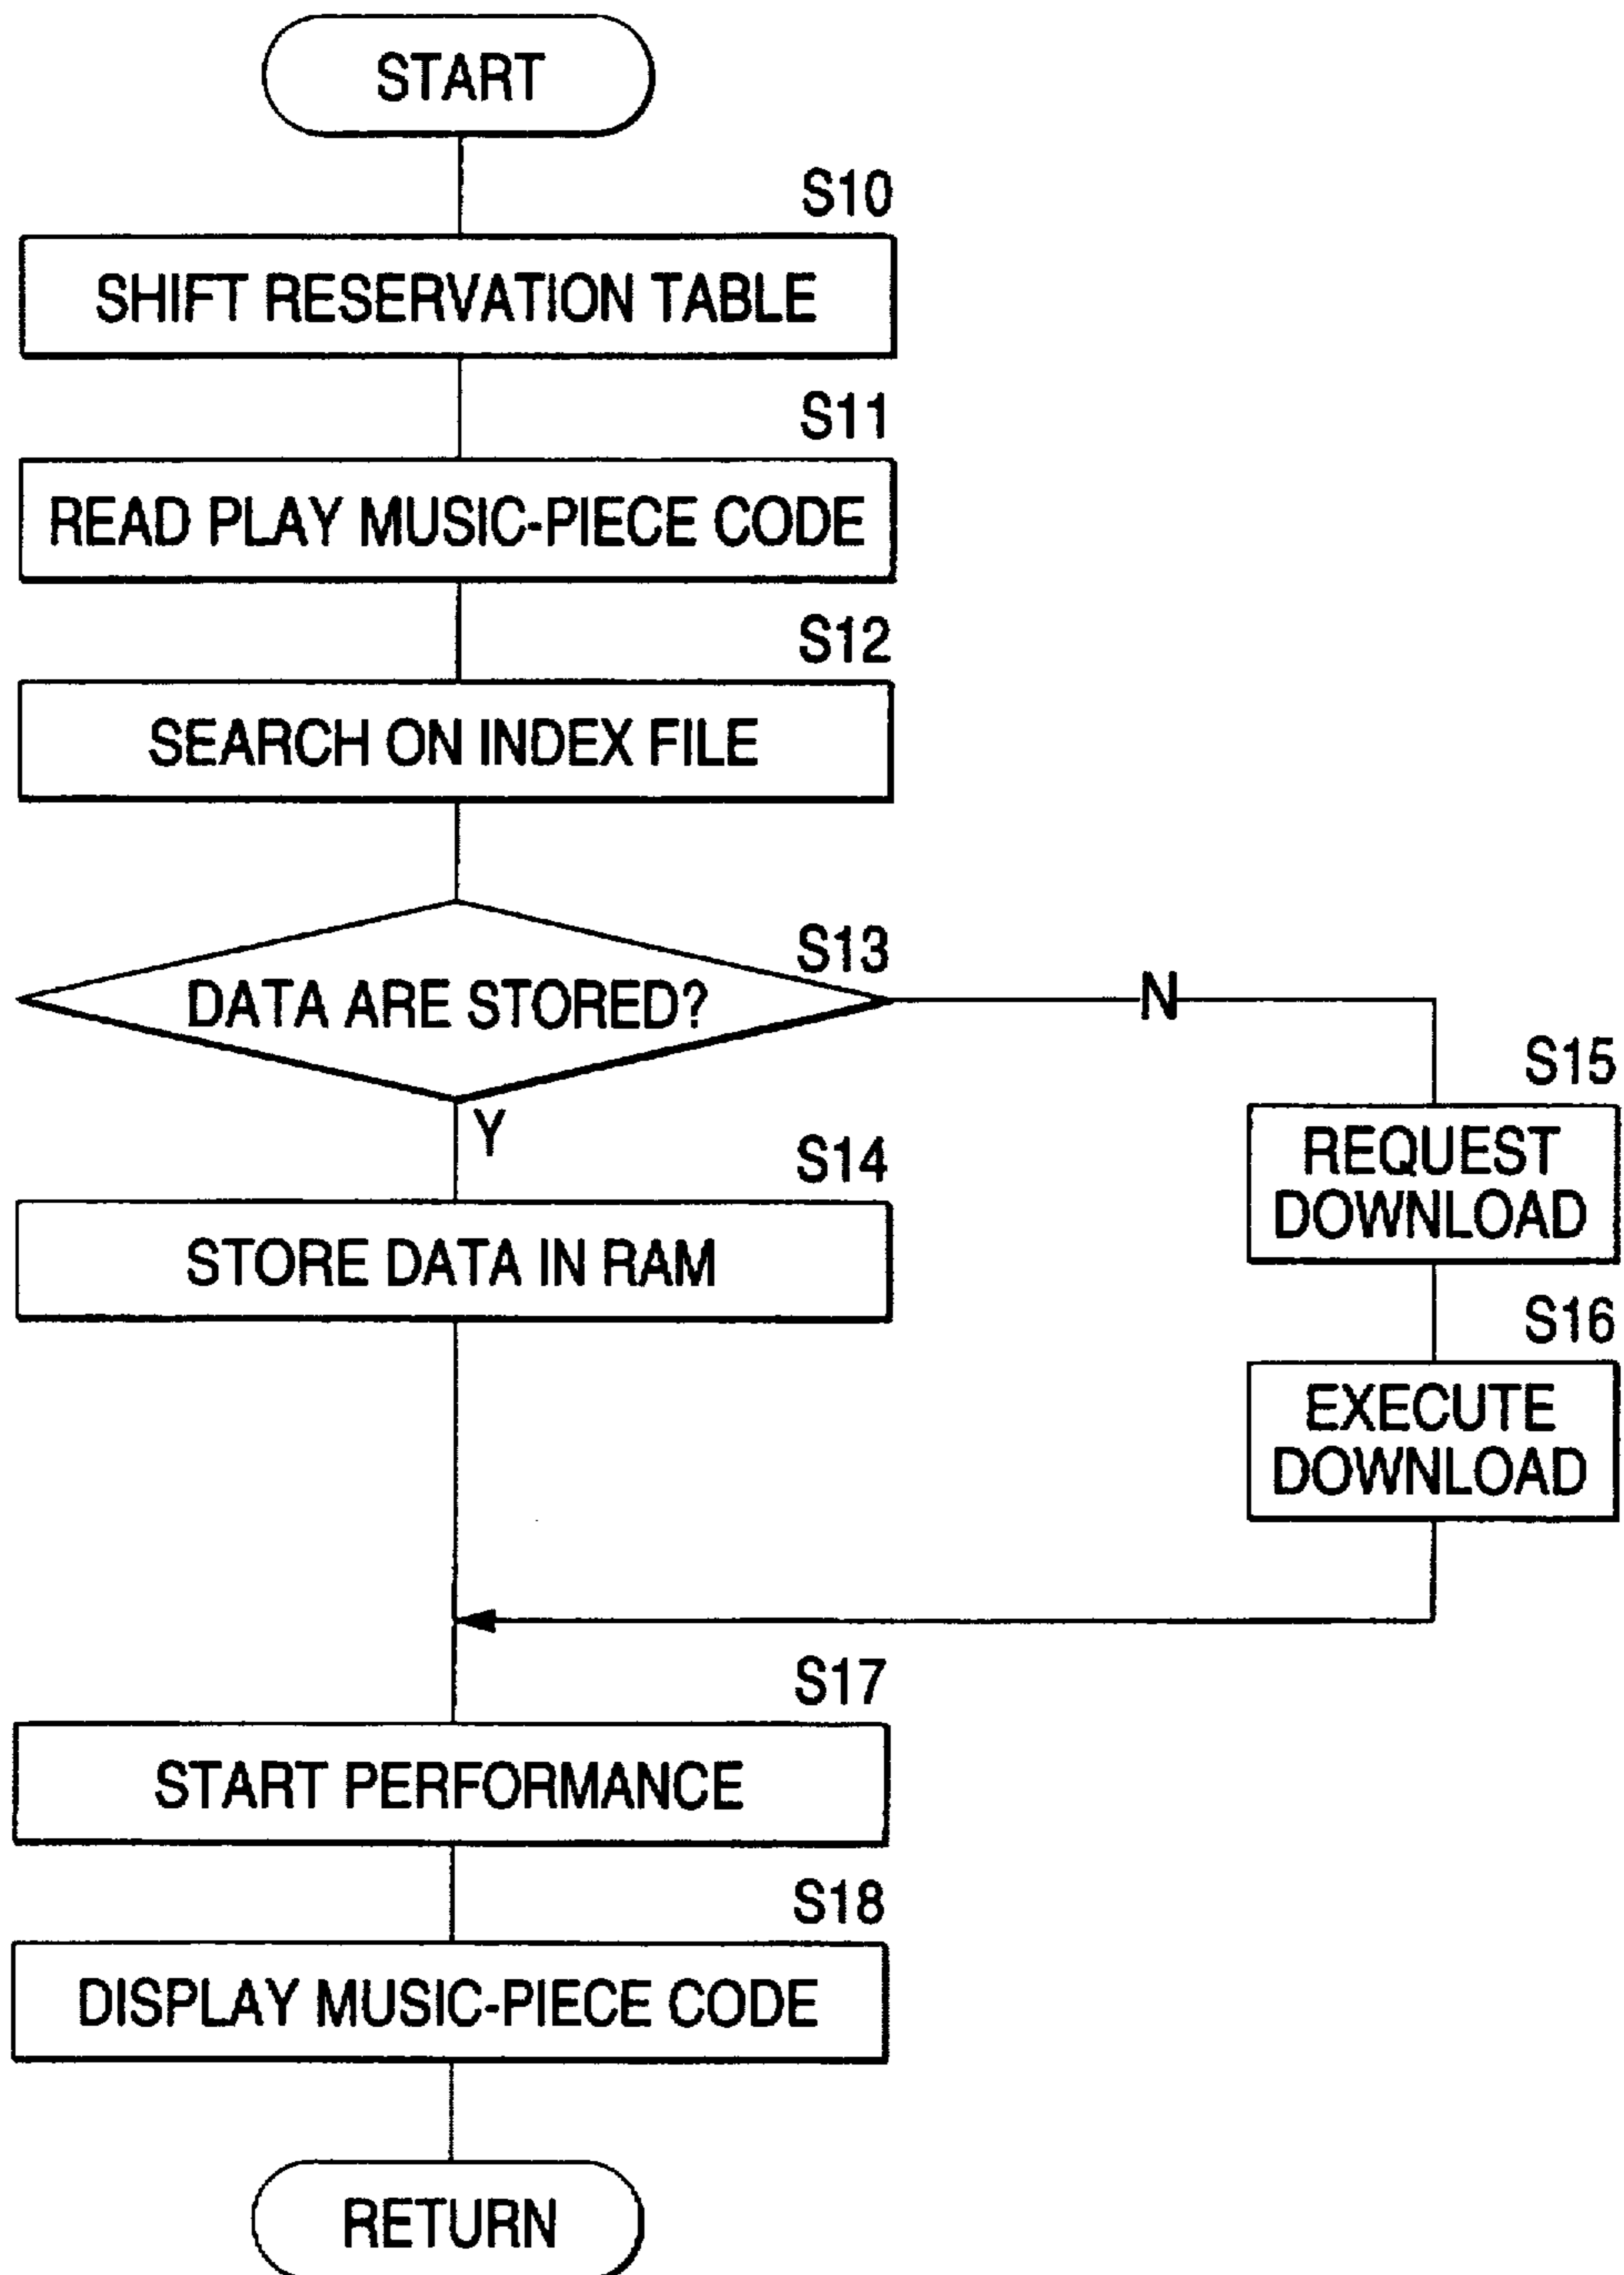 START
S10
SHIFT RESERVATION TABLE
S11
READ PLAY MUSIC-PIECE CODE
S12
SEARCH ON INDEX FILE
S13
DATA ARE STORED?
N
Y
S14
STORE DATA IN RAM
S15
REQUEST
DOWNLOAD
S16
EXECUTE
DOWNLOAD
S17
START PERFORMANCE
S18
DISPLAY MUSIC-PIECE CODE
RETURN